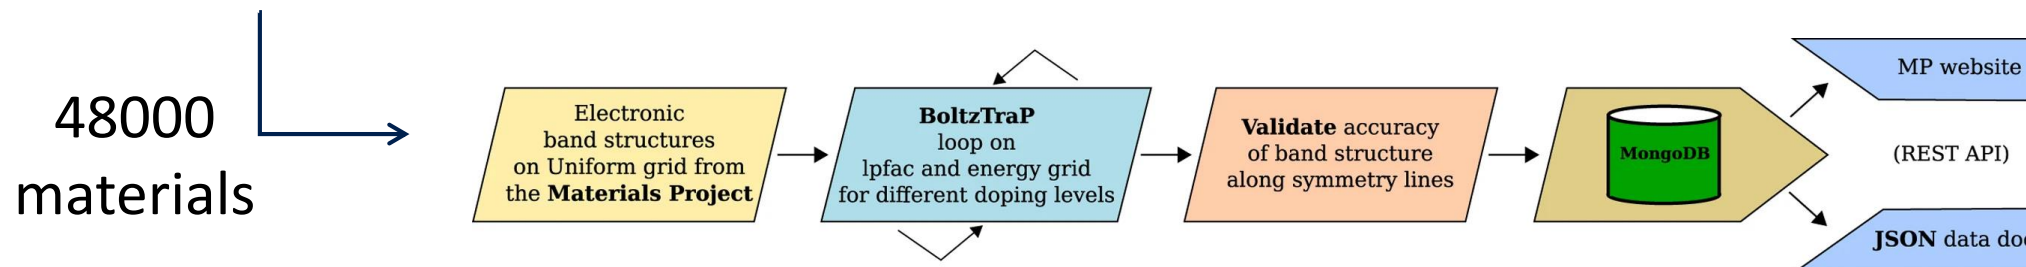 48000
materials
Electronic
band structures
on Uniform grid from
the Materials Project
BoltzTraP
loop on
lpfac and energy grid
for different doping levels
Validate accuracy
of band structure
along symmetry lines
MongoDB
MP website
(REST API)
JSON data